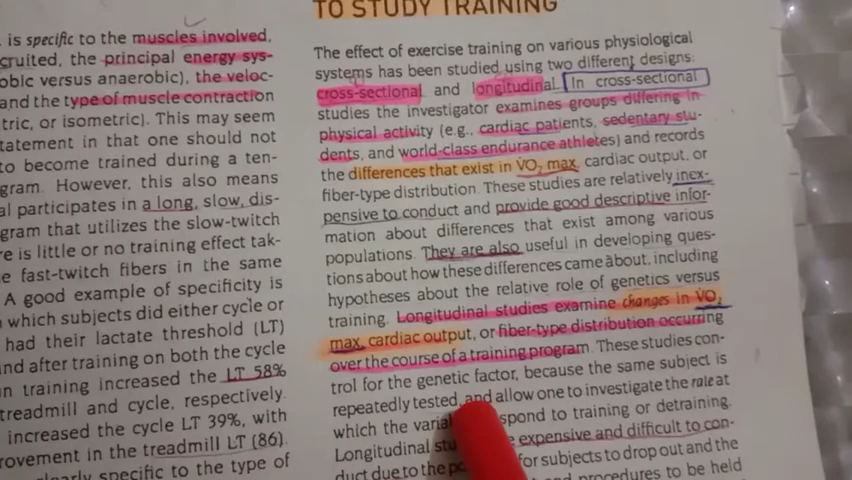 is specific to the muscles involved,
cruited, the principal energy sys-
obic versus anaerobic), the veloc-
and the type of muscle contraction
tric, or isometric). This may seem
statement in that one should not
to become trained during a ten-
gram. However, this also means
al participates in a long, slow, dis-
gram that utilizes the slow-twitch
re is little or no training effect tak-
e fast-twitch fibers in the same
A good example of specificity is
n which subjects did either cycle or
had their lactate threshold (LT)
and after training on both the cycle
n training increased the LT 58%
treadmill and cycle, respectively.
increased the cycle LT 39%, with
rovement in the treadmill LT (86).
clearly specific to the type of
TO STUDY TRAINING
The effect of exercise training on various physiological
systems has been studied using two different designs:
cross-sectional and longitudinal. In cross-sectional
studies the investigator examines groups differing in
physical activity (e.g., cardiac patients, sedentary stu-
dents, and world-class endurance athletes) and records
the differences that exist in V̇O₂ max, cardiac output, or
fiber-type distribution. These studies are relatively inex-
pensive to conduct and provide good descriptive infor-
mation about differences that exist among various
populations. They are also useful in developing ques-
tions about how these differences came about, including
hypotheses about the relative role of genetics versus
training. Longitudinal studies examine changes in V̇O₂
max, cardiac output, or fiber-type distribution occurring
over the course of a training program. These studies con-
trol for the genetic factor, because the same subject is
repeatedly tested, and allow one to investigate the rate at
which the varia spond to training or detraining.
Longitudinal stu e expensive and difficult to con-
duct due to the po for subjects to drop out and the
procedures to be held